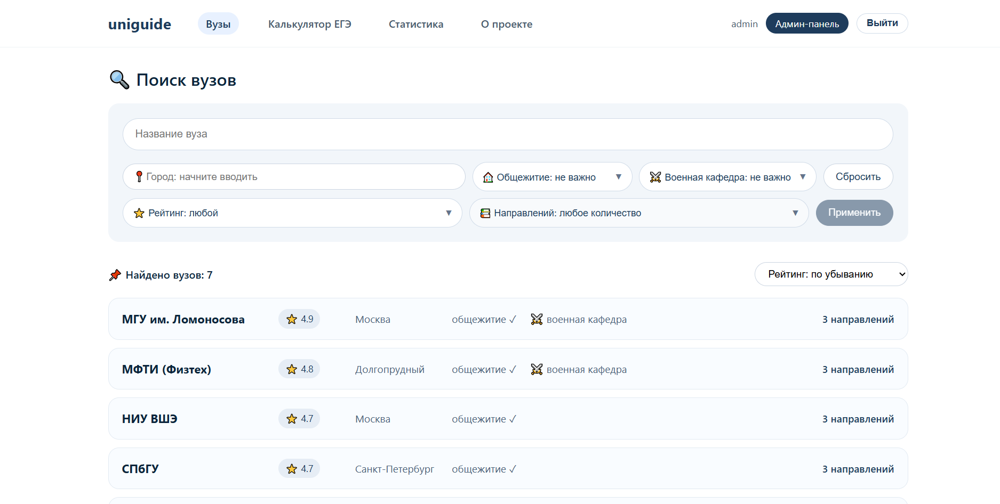 uniguide Вузы Калькулятор ЕГЭ Статистика О проекте admin Админ-панель Выйти
Поиск вузов
Название вуза
Город: начните вводить Общежитие: не важно Военная кафедра: не важно Сбросить
Рейтинг: любой Направлений: любое количество Применить
Найдено вузов: 7 Рейтинг: по убыванию
МГУ им. Ломоносова 4.9 Москва общежитие ✓ военная кафедра 3 направлений
МФТИ (Физтех) 4.8 Долгопрудный общежитие ✓ военная кафедра 3 направлений
НИУ ВШЭ 4.7 Москва общежитие ✓ 3 направлений
СПбГУ 4.7 Санкт-Петербург общежитие ✓ 3 направлений